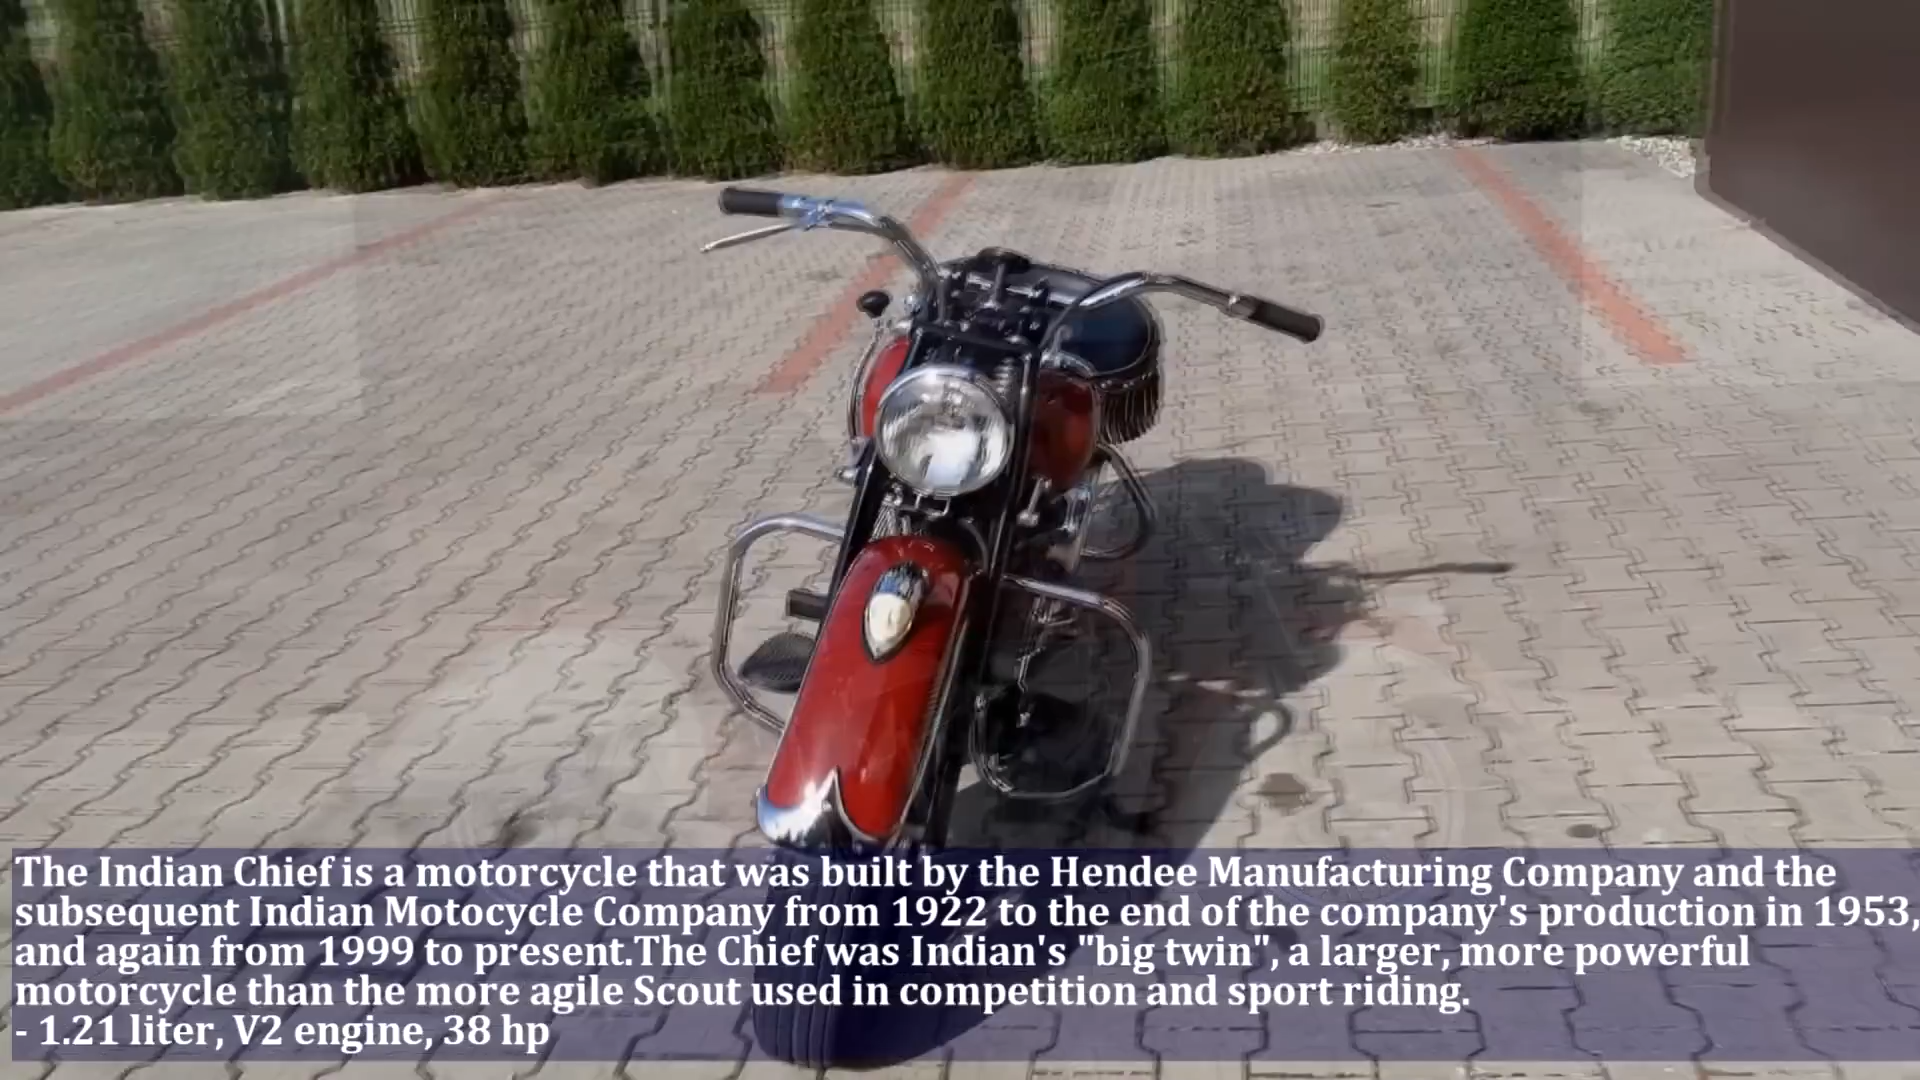 The Indian Chief is a motorcycle that was built by the Hendee Manufacturing Company and the
subsequent Indian Motocycle Company from 1922 to the end of the company's production in 1953,
and again from 1999 to present.The Chief was Indian's "big twin", a larger, more powerful
motorcycle than the more agile Scout used in competition and sport riding.
- 1.21 liter, V2 engine, 38 hp